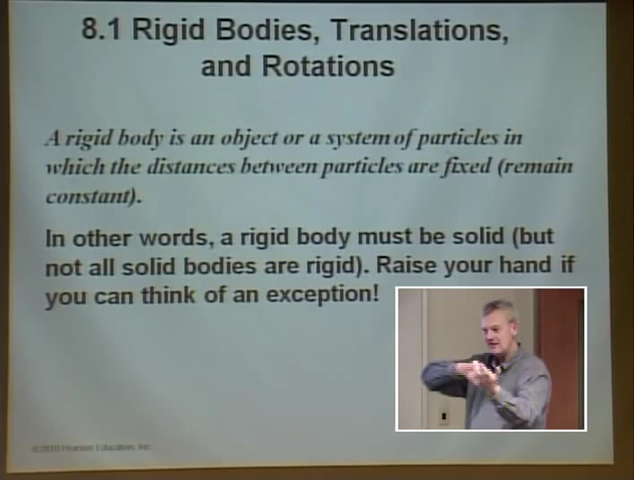 8.1 Rigid Bodies, Translations,
and Rotations
A rigid body is an object or a system of particles in
which the distances between particles are fixed (remain
constant).
In other words, a rigid body must be solid (but
not all solid bodies are rigid). Raise your hand if
you can think of an exception!
©2010 Pearson Education, Inc.